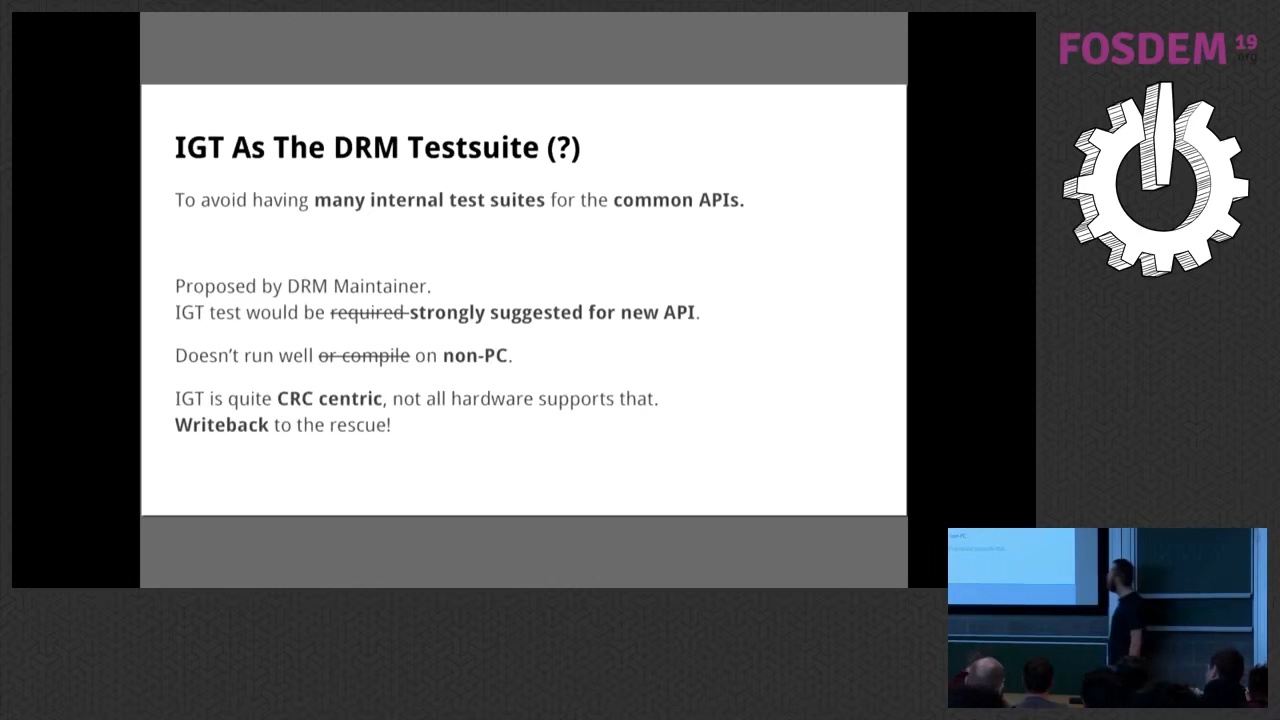 FOSDEM 19
.org
IGT As The DRM Testsuite (?)
To avoid having many internal test suites for the common APIs.
Proposed by DRM Maintainer.
IGT test would be required strongly suggested for new API.
Doesn't run well or compile on non-PC.
IGT is quite CRC centric, not all hardware supports that.
Writeback to the rescue!